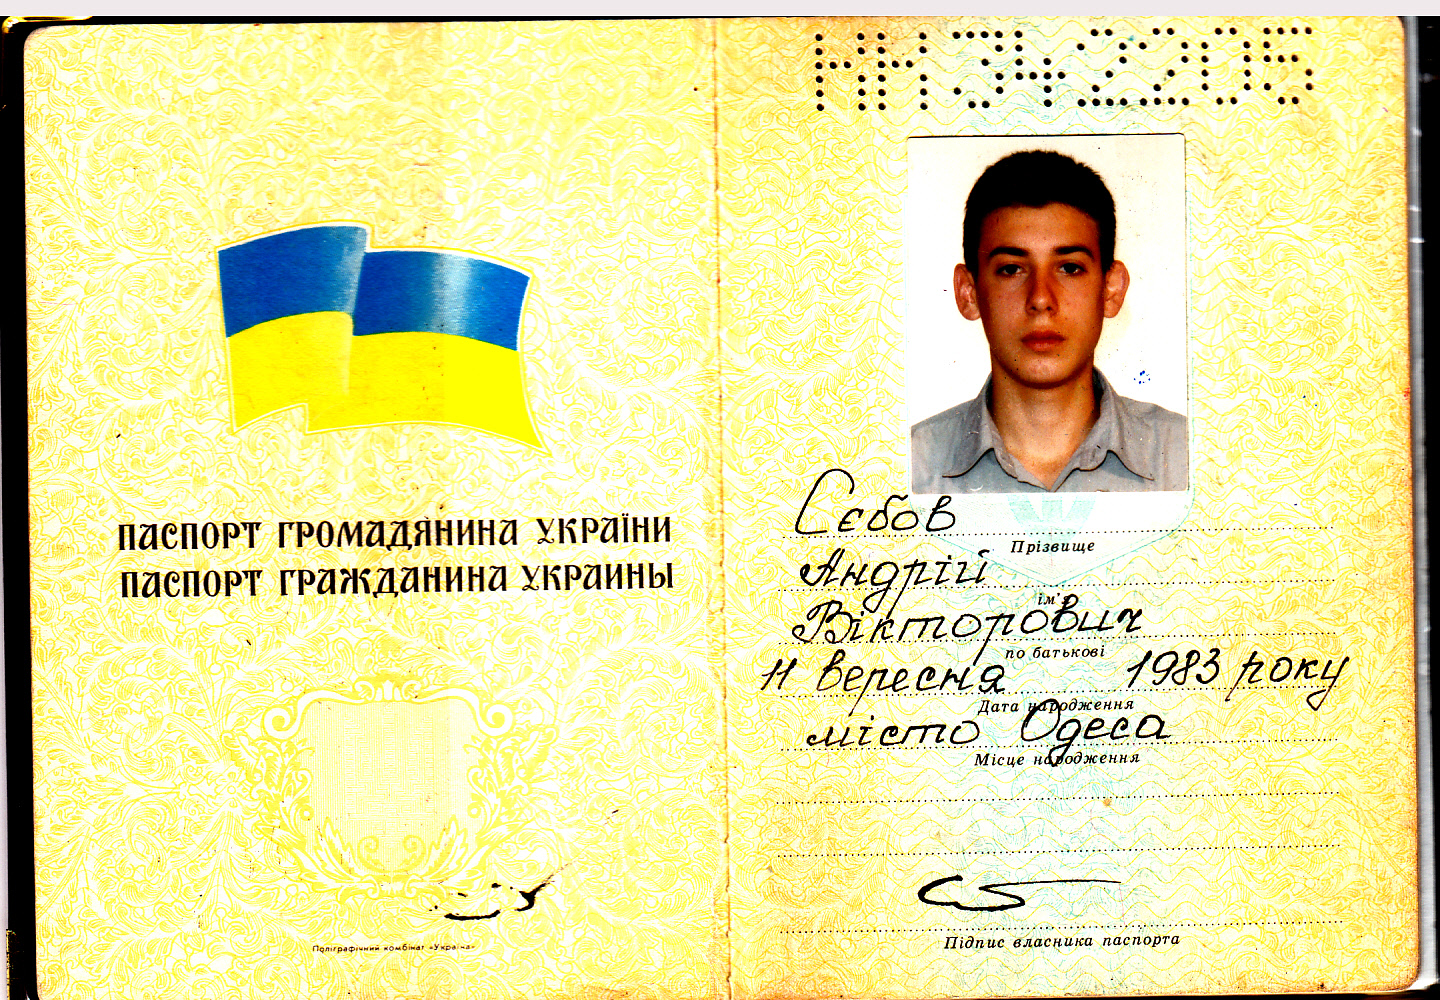 НН342205
ПАСПОРТ ГРОМАДЯНИНА УКРАЇНИ
ПАСПОРТ ГРАЖДАНИНА УКРАИНЫ
Поліграфічний комбінат «Україна»
Сєбов
Прізвище
Андрій
ім'я
Вікторович
по батькові
11 вересня 1983 року
Дата народження
місто Одеса
Місце народження
Підпис власника паспорта